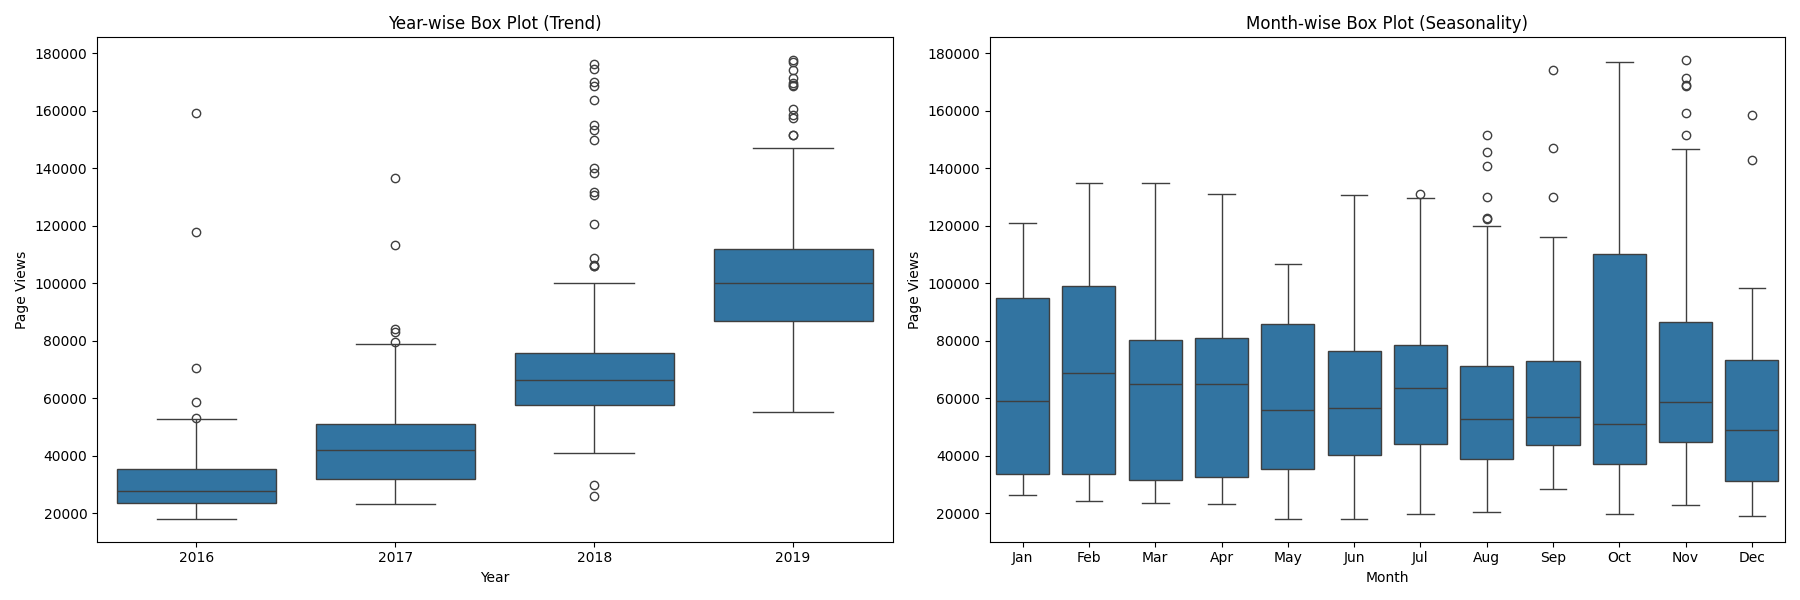 Year-wise Box Plot (Trend)
180000
160000
140000
120000
100000
80000
60000
40000
20000
Page Views
2016 2017 2018 2019
Year
Month-wise Box Plot (Seasonality)
180000
160000
140000
120000
100000
80000
60000
40000
20000
Page Views
Jan Feb Mar Apr May Jun Jul Aug Sep Oct Nov Dec
Month